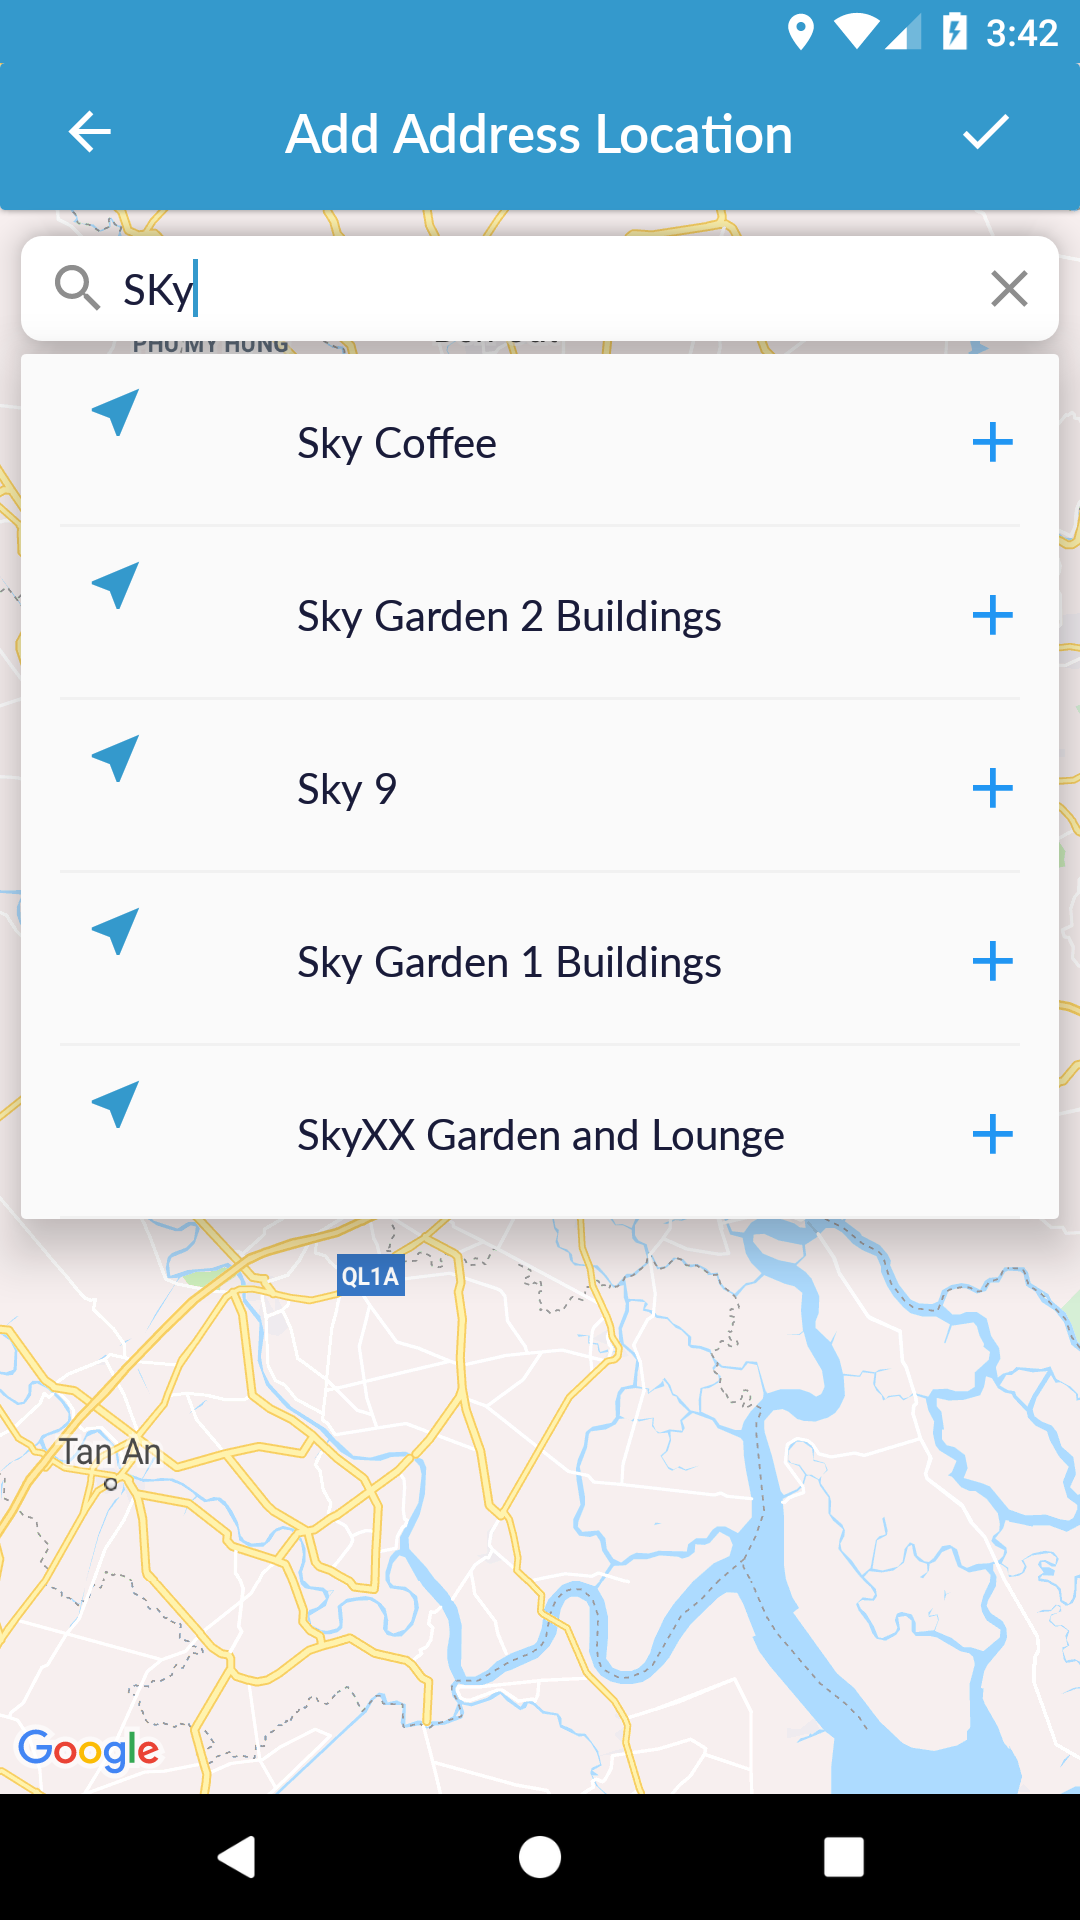 3:42
Add Address Location
SKy
PHU MY HUNG
Sky Coffee
Sky Garden 2 Buildings
Sky 9
Sky Garden 1 Buildings
SkyXX Garden and Lounge
QL1A
Tan An
Google